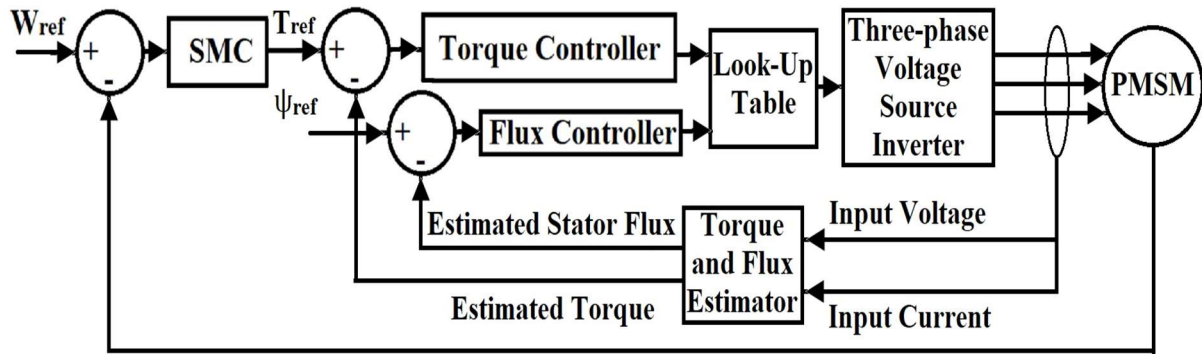 Wref
+
-
SMC
Tref
+
-
Torque Controller
ψref
+
-
Flux Controller
Look-Up
Table
Three-phase
Voltage
Source
Inverter
PMSM
Estimated Stator Flux
Estimated Torque
Torque
and Flux
Estimator
Input Voltage
Input Current